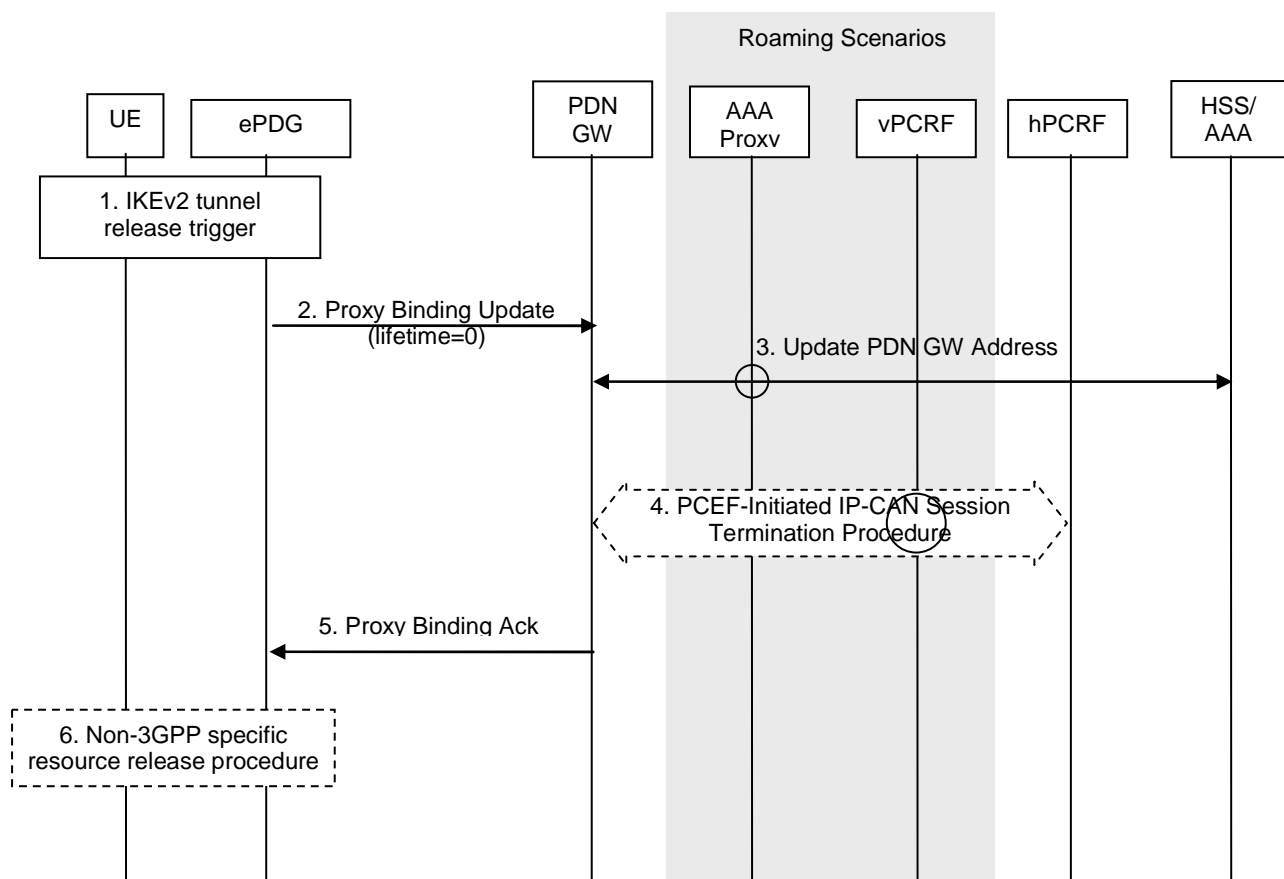 Roaming Scenarios
UE
ePDG
PDN
GW
AAA
Proxy
vPCRF
hPCRF
HSS/
AAA
1. IKEv2 tunnel
release trigger
2. Proxy Binding Update
(lifetime=0)
3. Update PDN GW Address
4. PCEF-Initiated IP-CAN Session
Termination Procedure
5. Proxy Binding Ack
6. Non-3GPP specific
resource release procedure